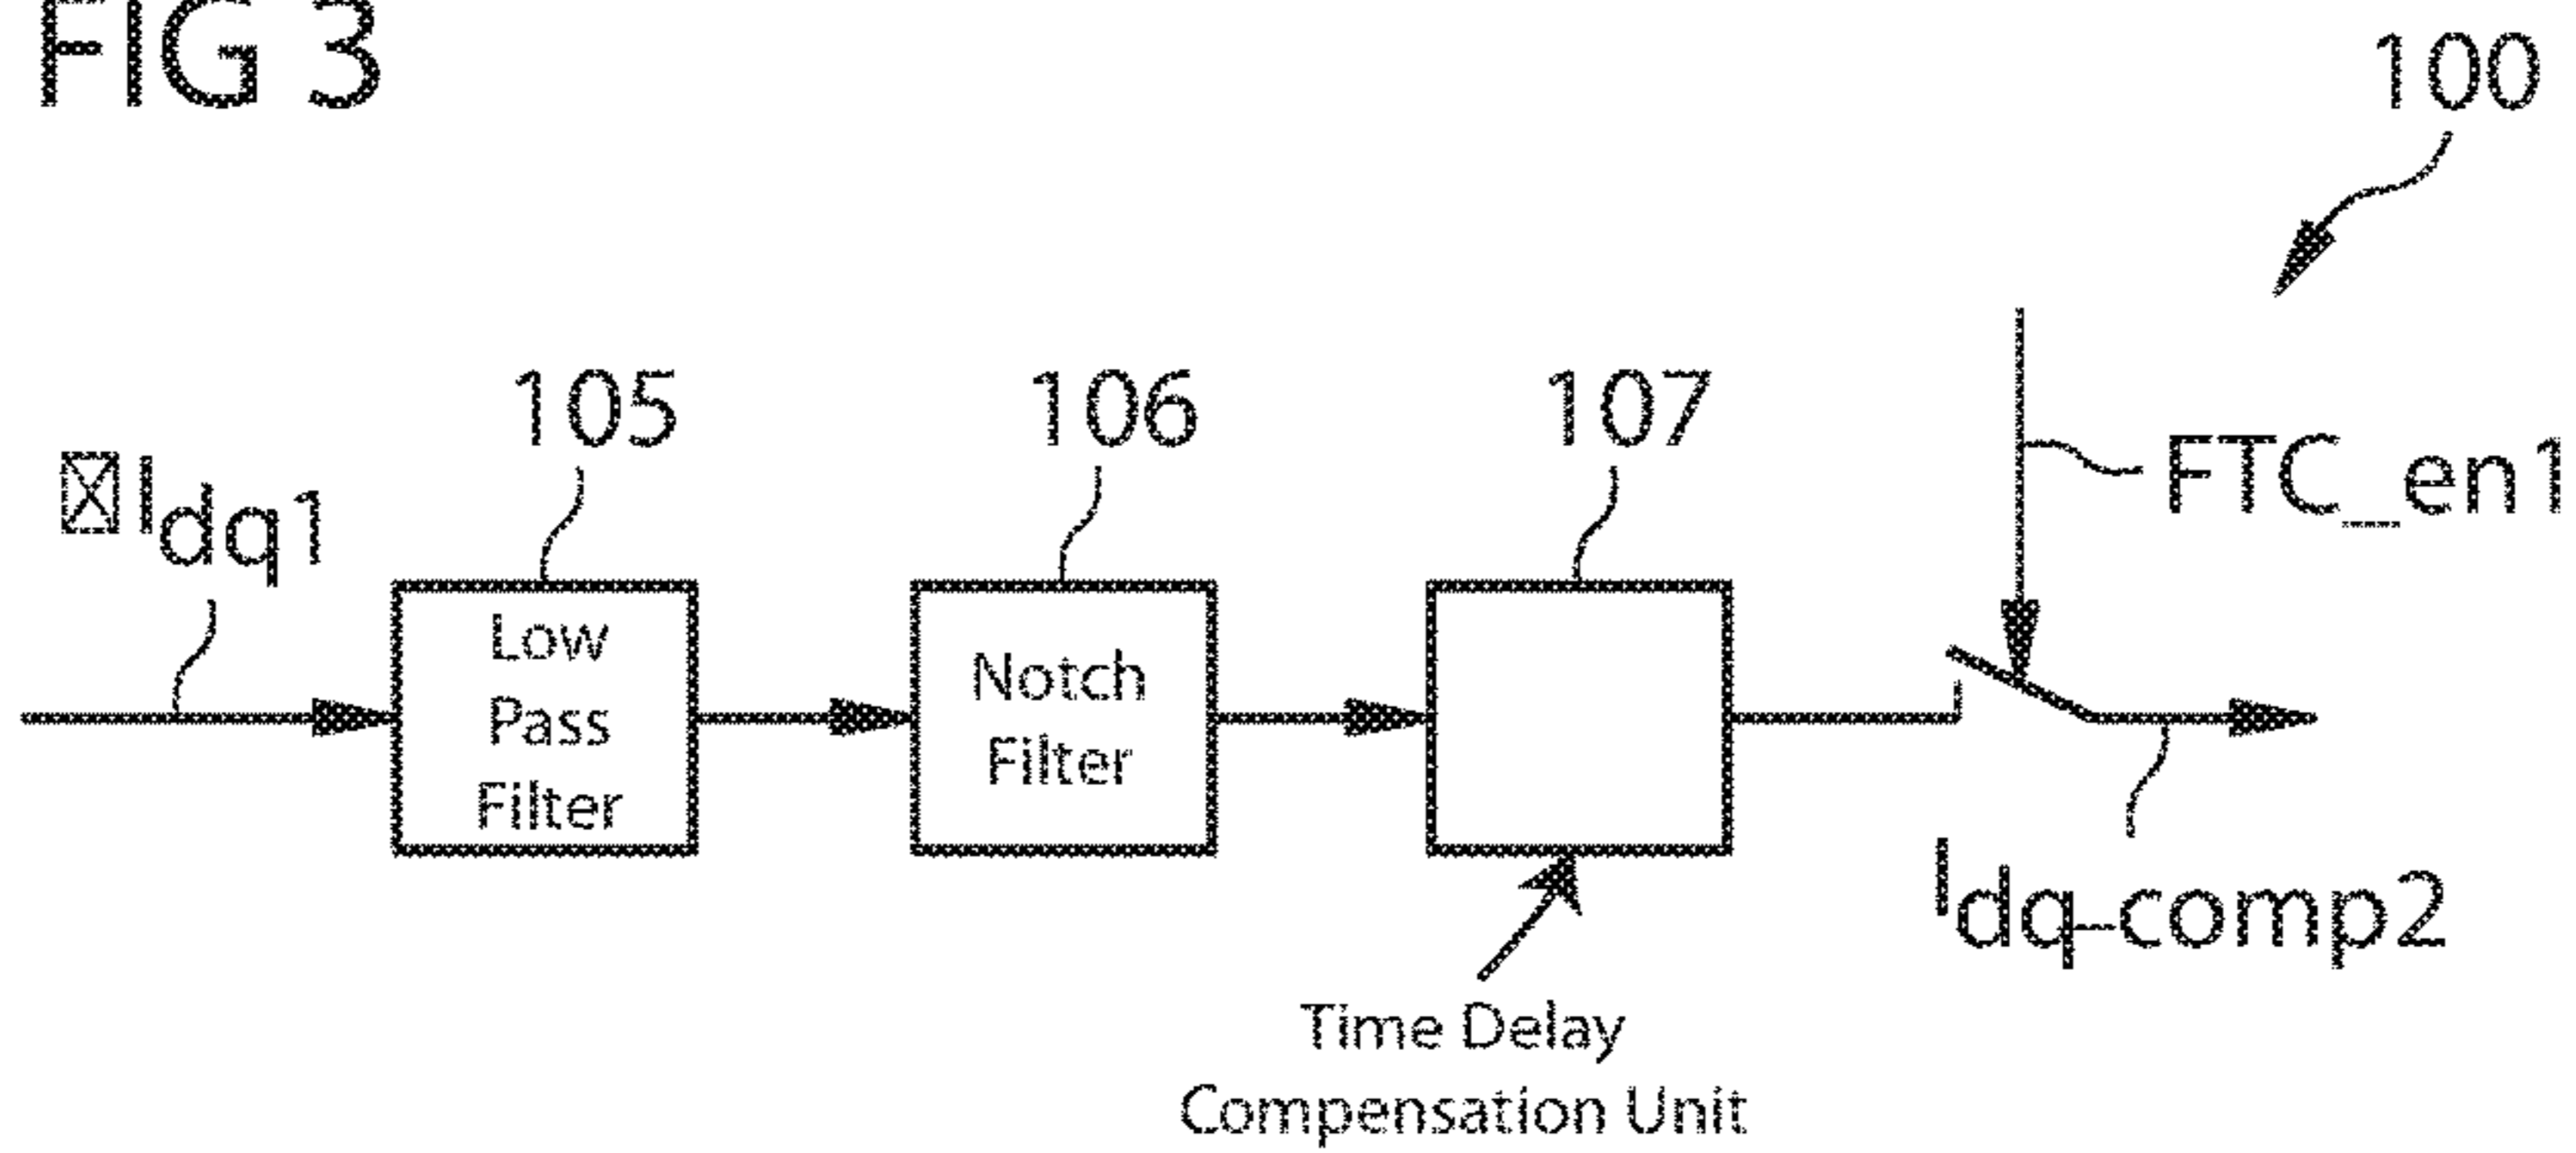 FIG 3
100
105
106
107
FTC_en1
Idq1
Low
Pass
Filter
Notch
Filter
Idq-comp2
Time Delay
Compensation Unit